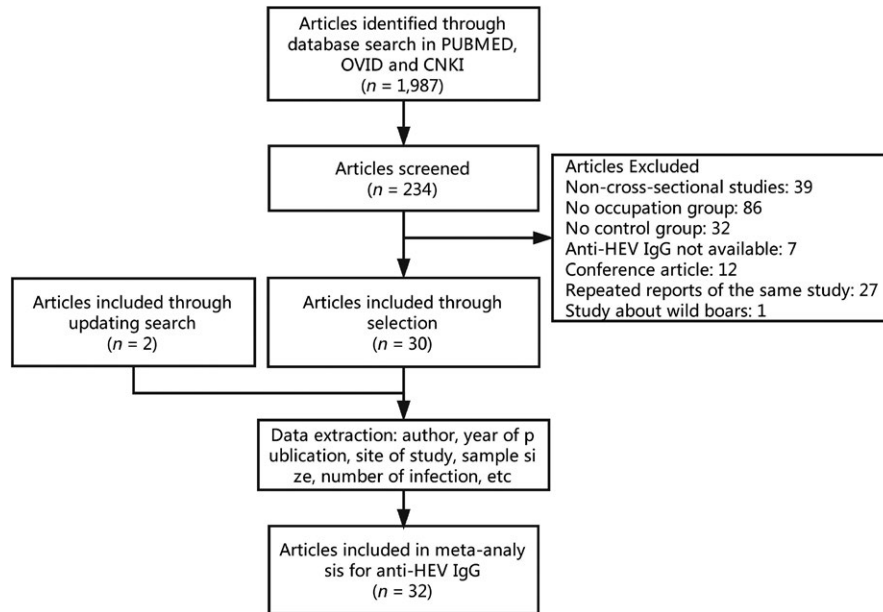 Articles identified through
database search in PUBMED,
OVID and CNKI
(n = 1,987)
Articles screened
(n = 234)
Articles Excluded
Non-cross-sectional studies: 39
No occupation group: 86
No control group: 32
Anti-HEV IgG not available: 7
Conference article: 12
Repeated reports of the same study: 27
Study about wild boars: 1
Articles included through
updating search
(n = 2)
Articles included through
selection
(n = 30)
Data extraction: author, year of p
ublication, site of study, sample si
ze, number of infection, etc
Articles included in meta-analy
sis for anti-HEV IgG
(n = 32)